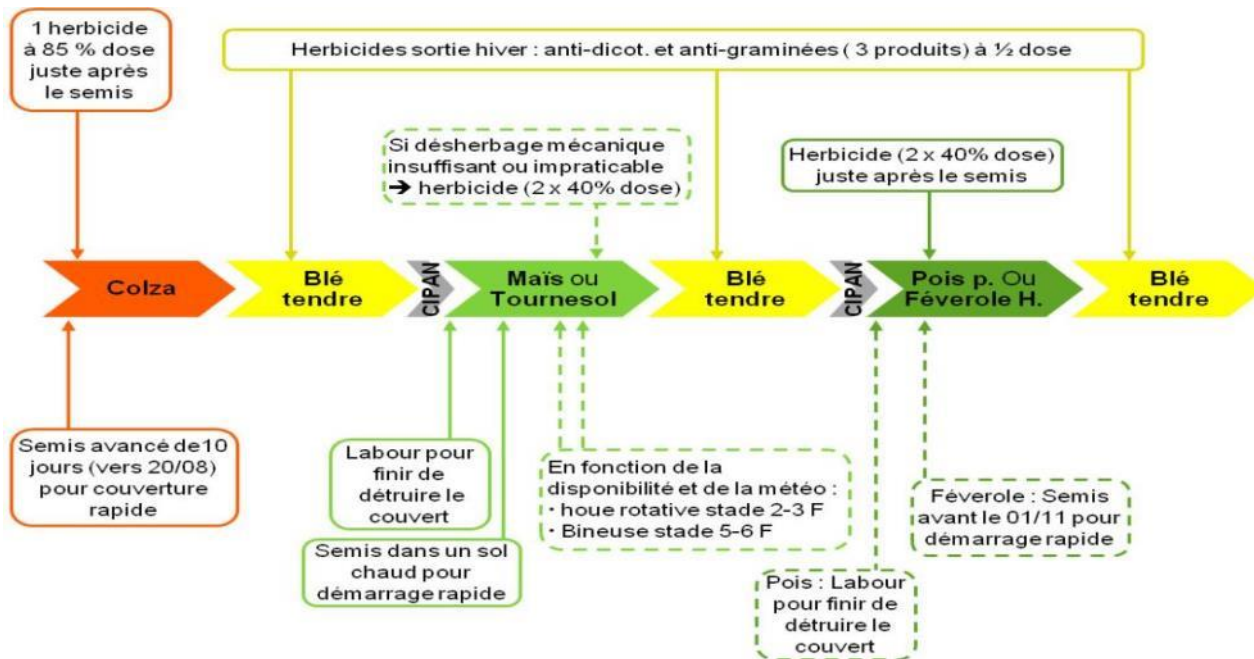 1 herbicide
à 85 % dose
juste après
le semis
Herbicides sortie hiver : anti-dicot. et anti-graminées ( 3 produits) à ½ dose
Si désherbage mécanique
insuffisant ou impraticable
➔ herbicide (2 x 40% dose)
Herbicide (2 x 40% dose)
juste après le semis
Colza
Blé
tendre
CIPAN
Maïs ou
Tournesol
Blé
tendre
CIPAN
Pois p. Ou
Féverole H.
Blé
tendre
Semis avancé de10
jours (vers 20/08)
pour couverture
rapide
Labour pour
finir de
détruire le
couvert
Semis dans un sol
chaud pour
démarrage rapide
En fonction de la
disponibilité et de la météo :
· houe rotative stade 2-3 F
· Bineuse stade 5-6 F
Pois : Labour
pour finir de
détruire le
couvert
Féverole : Semis
avant le 01/11 pour
démarrage rapide